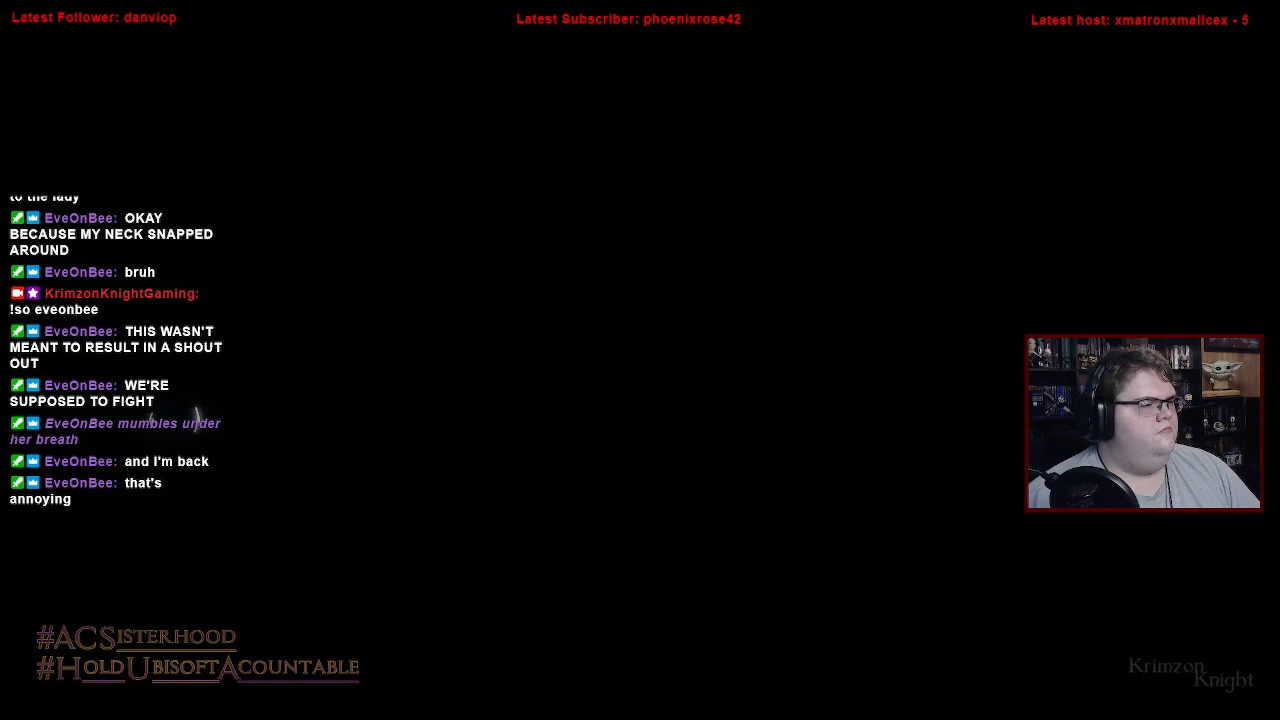 Latest Follower: danviop
Latest Subscriber: phoenixrose42
Latest host: xmatronxmalicex - 5
to the lady
EveOnBee: OKAY
BECAUSE MY NECK SNAPPED
AROUND
EveOnBee: bruh
KrimzonKnightGaming:
!so eveonbee
EveOnBee: THIS WASN'T
MEANT TO RESULT IN A SHOUT
OUT
EveOnBee: WE'RE
SUPPOSED TO FIGHT
EveOnBee mumbles under
her breath
EveOnBee: and I'm back
EveOnBee: that's
annoying
#ACSISTERHOOD
#HOLDUBISOFTACOUNTABLE
Krimzon
Knight